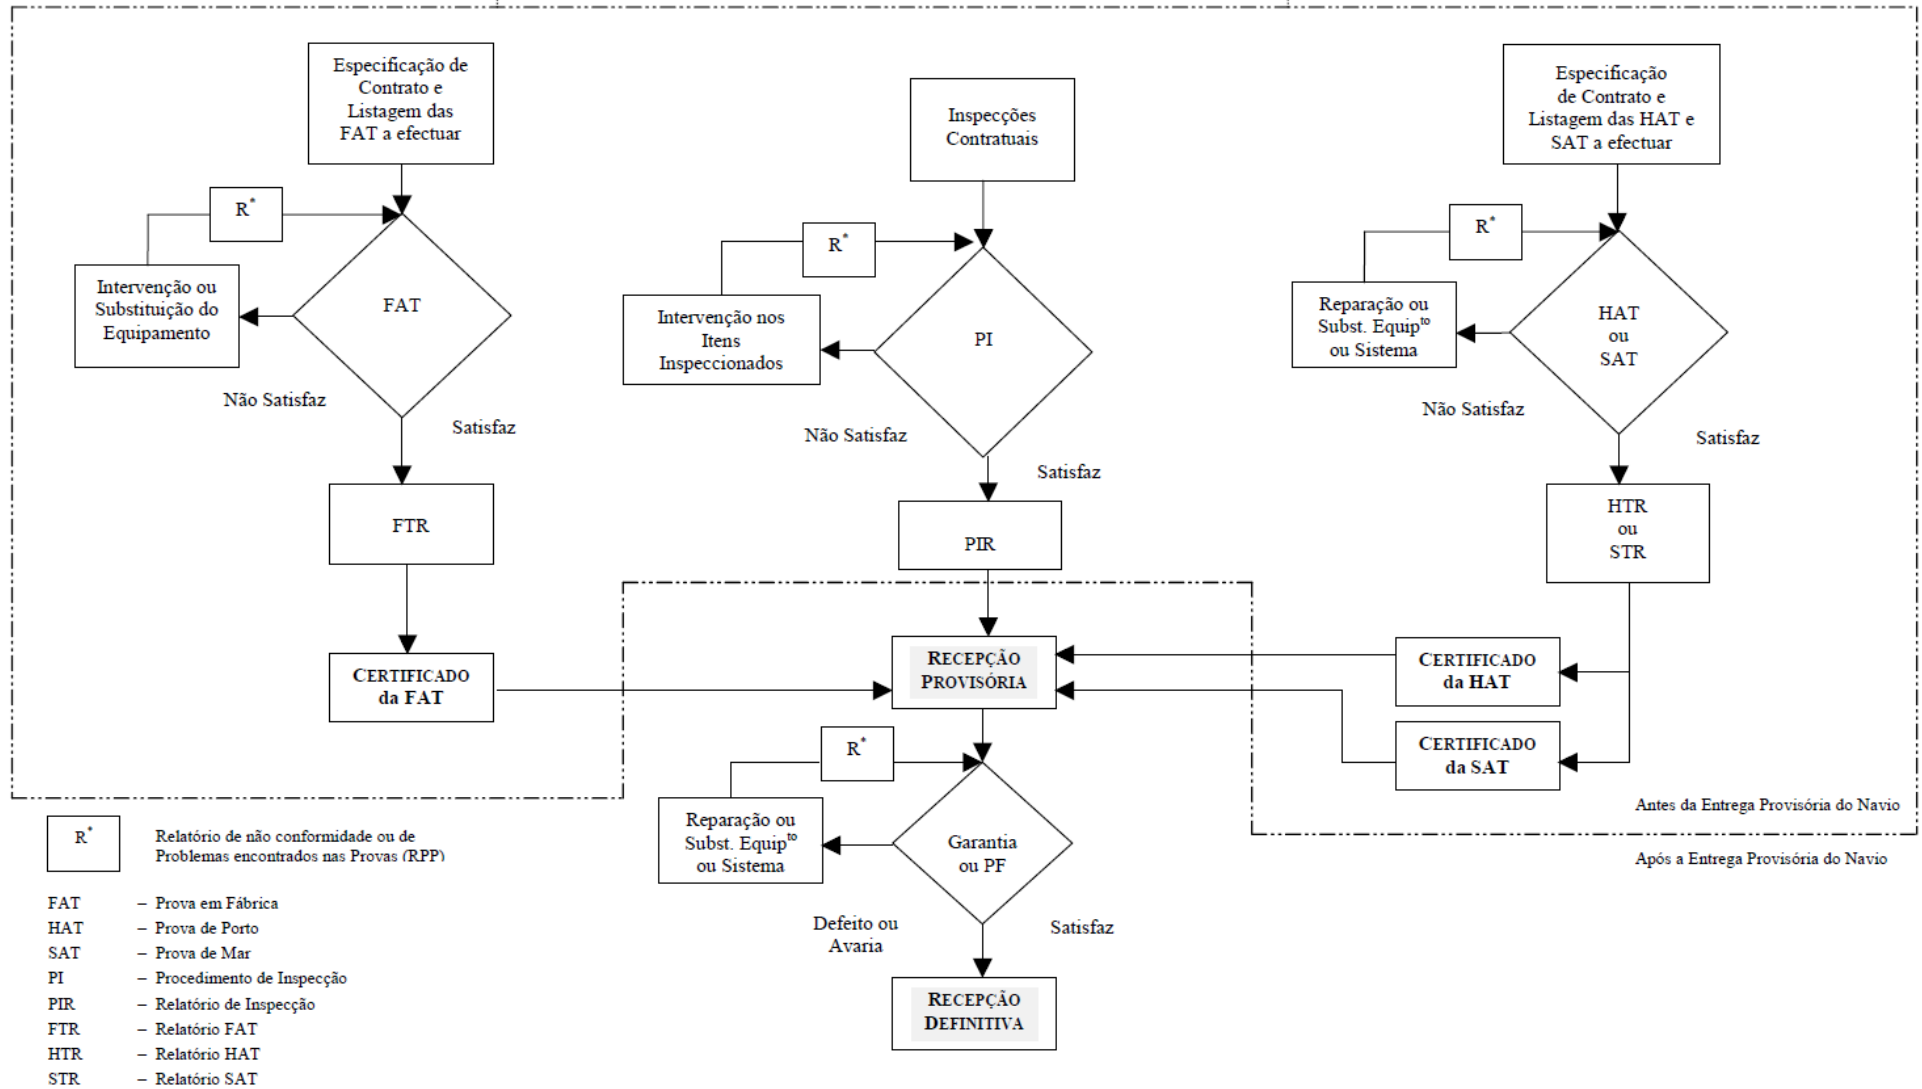 Especificação de
Contrato e
Listagem das
FAT a efectuar
R*
Intervenção ou
Substituição do
Equipamento
FAT
Não Satisfaz
Satisfaz
FTR
CERTIFICADO
da FAT
Inspecções
Contratuais
R*
Intervenção nos
Itens
Inspeccionados
PI
Não Satisfaz
Satisfaz
PIR
RECEPÇÃO
PROVISÓRIA
Especificação
de Contrato e
Listagem das HAT e
SAT a efectuar
R*
Reparação ou
Subst. Equipto
ou Sistema
HAT
ou
SAT
Não Satisfaz
Satisfaz
HTR
ou
STR
CERTIFICADO
da HAT
CERTIFICADO
da SAT
Antes da Entrega Provisória do Navio
Após a Entrega Provisória do Navio
R*
Reparação ou
Subst. Equipto
ou Sistema
Garantia
ou PF
Defeito ou
Avaria
Satisfaz
RECEPÇÃO
DEFINITIVA
R*
Relatório de não conformidade ou de
Problemas encontrados nas Provas (RPP)
FAT – Prova em Fábrica
HAT – Prova de Porto
SAT – Prova de Mar
PI – Procedimento de Inspecção
PIR – Relatório de Inspecção
FTR – Relatório FAT
HTR – Relatório HAT
STR – Relatório SAT